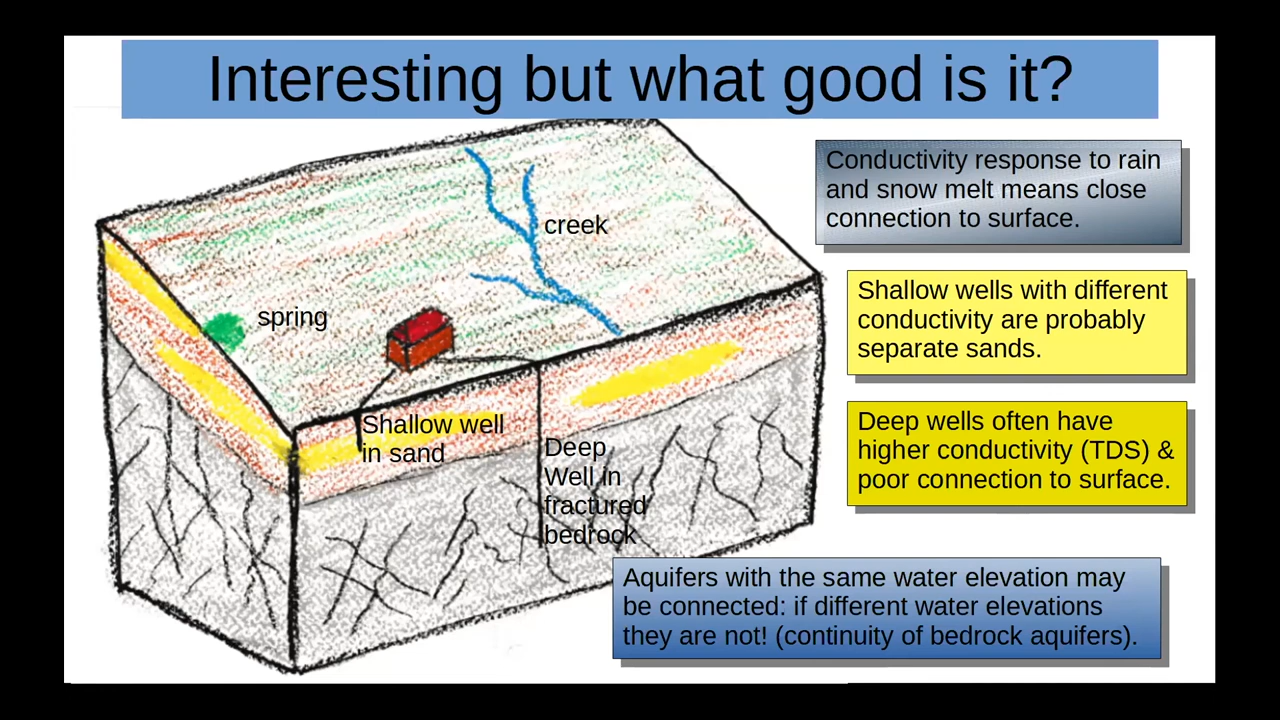 Interesting but what good is it?
Conductivity response to rain
and snow melt means close
connection to surface.
creek
spring
Shallow wells with different
conductivity are probably
separate sands.
Shallow well
in sand
Deep
Well in
fractured
bedrock
Deep wells often have
higher conductivity (TDS) &
poor connection to surface.
Aquifers with the same water elevation may
be connected: if different water elevations
they are not! (continuity of bedrock aquifers).